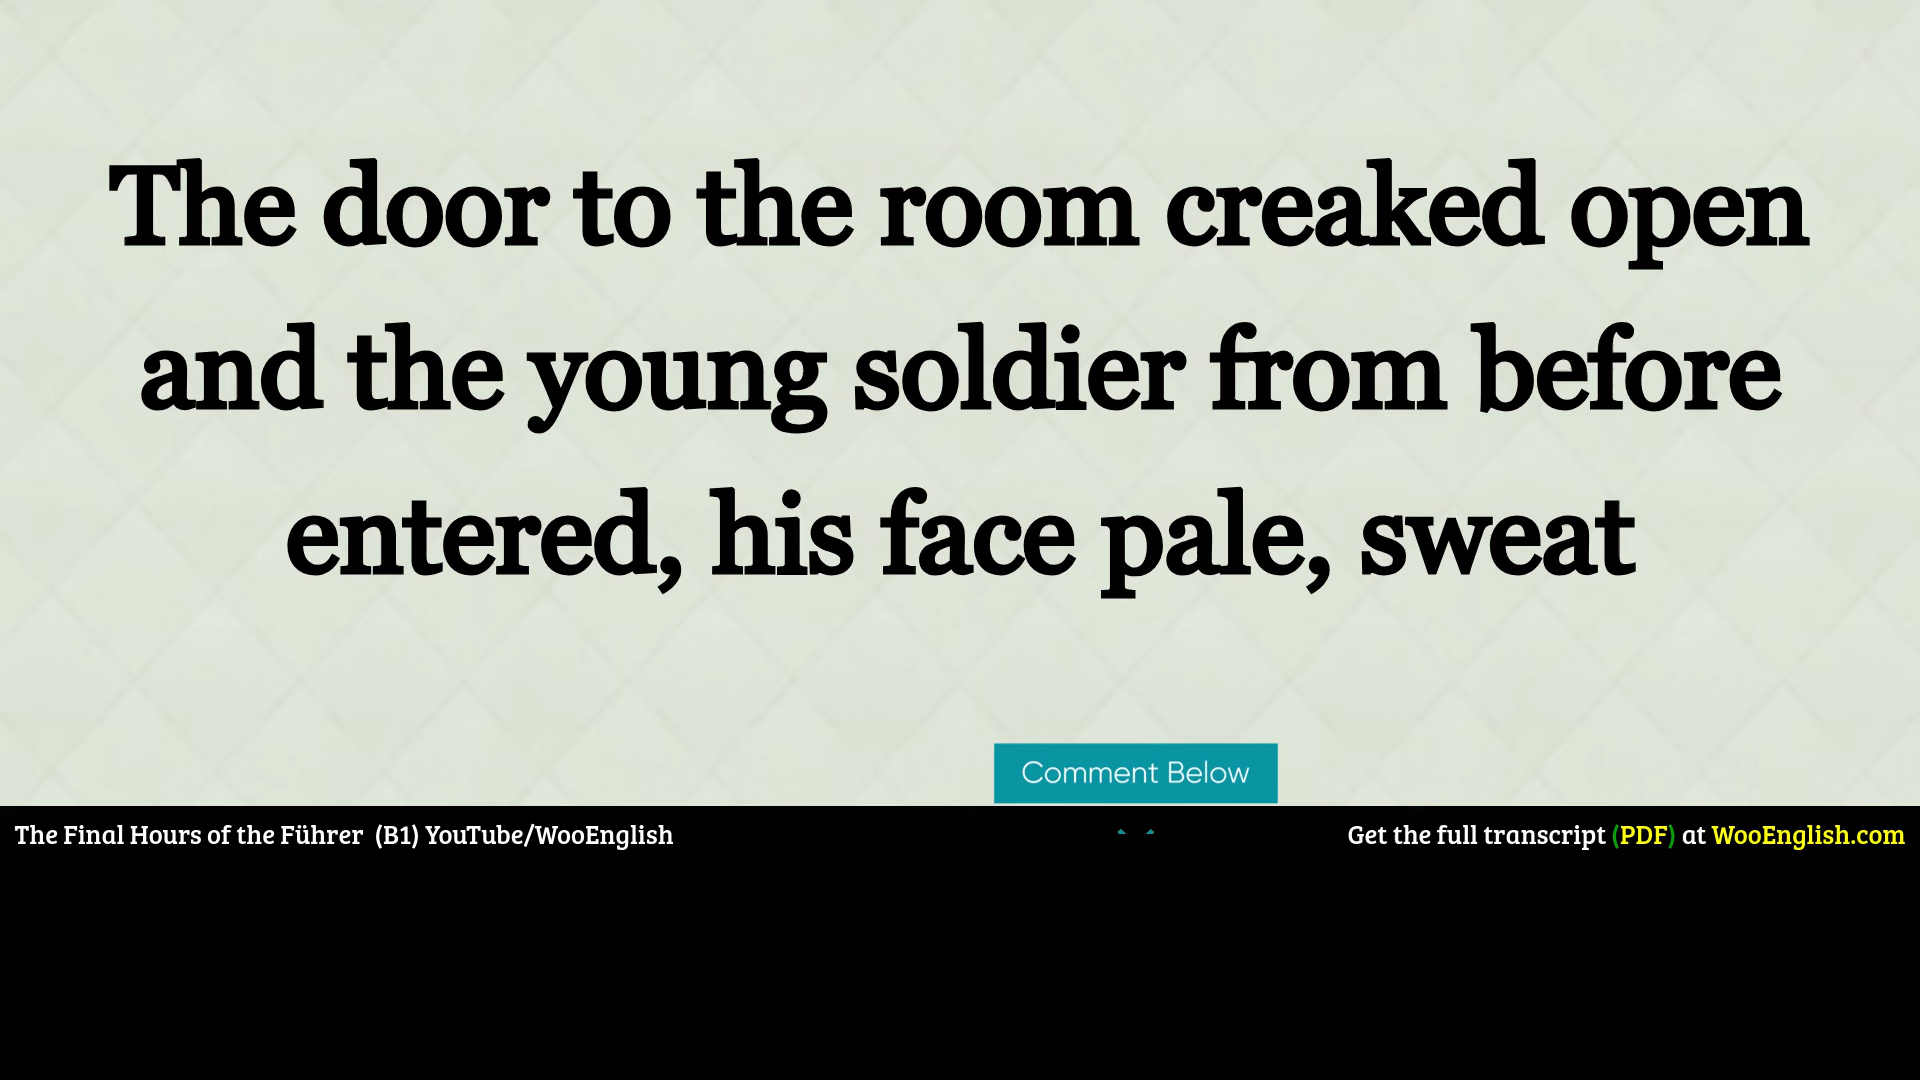 The door to the room creaked open
and the young soldier from before
entered, his face pale, sweat
Comment Below
The Final Hours of the Führer (B1) YouTube/WooEnglish
Get the full transcript (PDF) at WooEnglish.com